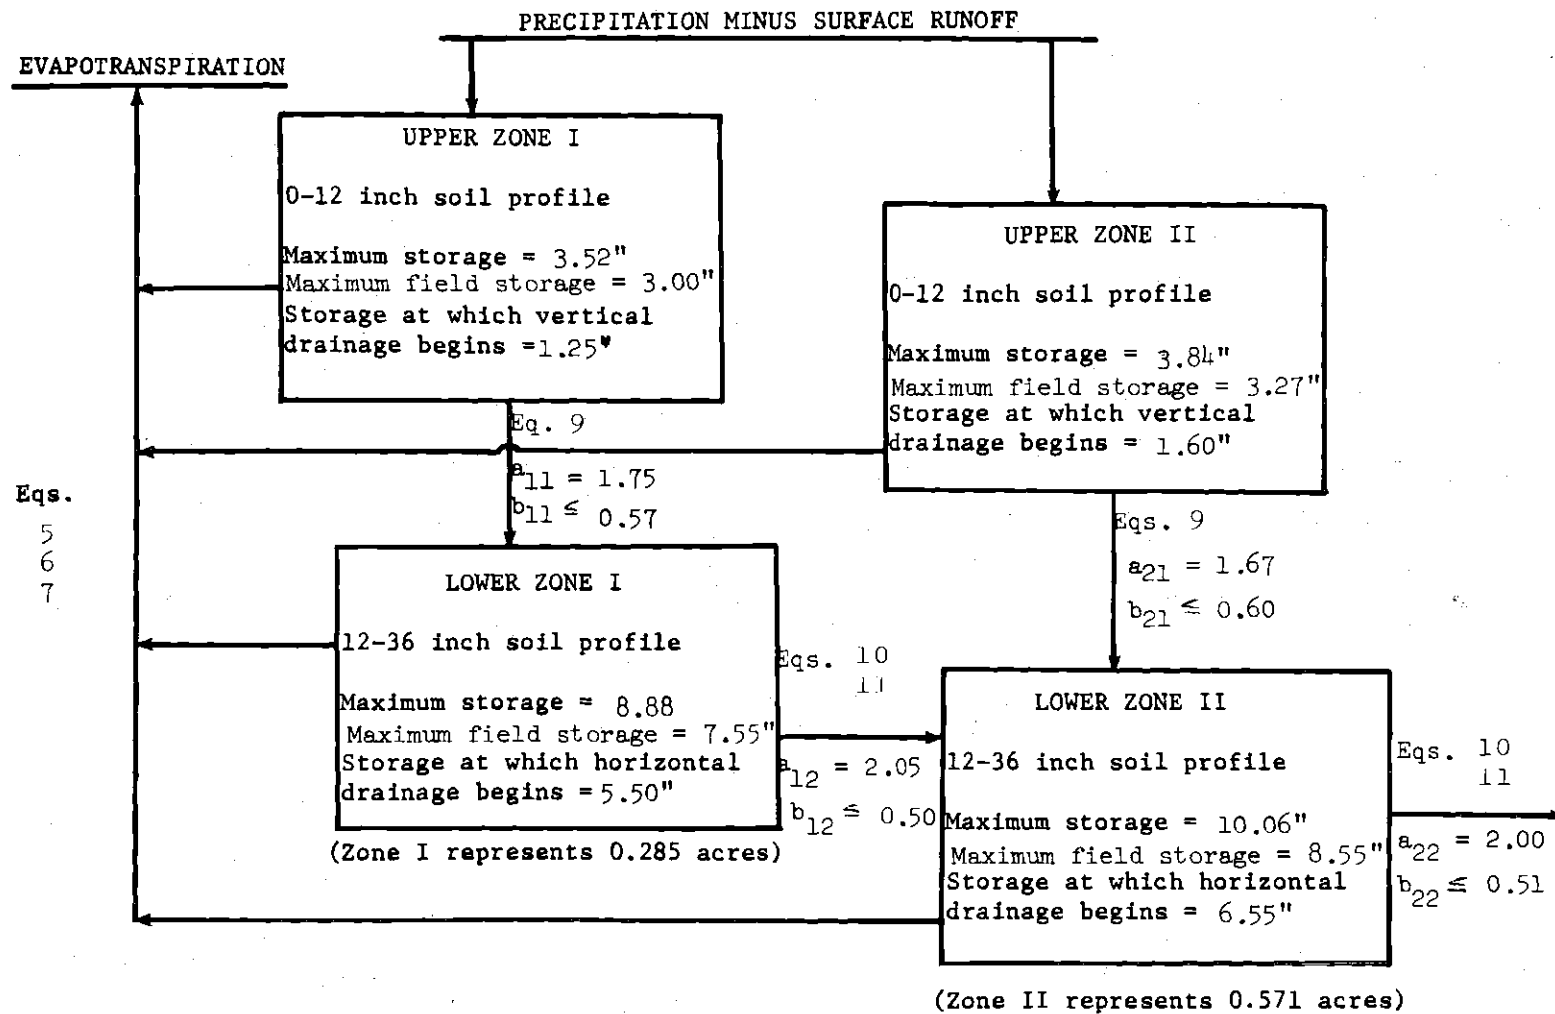 PRECIPITATION MINUS SURFACE RUNOFF
EVAPOTRANSPIRATION
UPPER ZONE I
0-12 inch soil profile
Maximum storage = 3.52"
Maximum field storage = 3.00"
Storage at which vertical
drainage begins =1.25"
UPPER ZONE II
0-12 inch soil profile
Maximum storage = 3.84"
Maximum field storage = 3.27"
Storage at which vertical
drainage begins = 1.60"
Eq. 9
a11 = 1.75
b11 ≤ 0.57
Eqs.
5
6
7
Eqs. 9
a21 = 1.67
b21 ≤ 0.60
LOWER ZONE I
12-36 inch soil profile
Maximum storage = 8.88
Maximum field storage = 7.55"
Storage at which horizontal
drainage begins =5.50"
(Zone I represents 0.285 acres)
Eqs. 10
11
a12 = 2.05
b12 ≤ 0.50
LOWER ZONE II
12-36 inch soil profile
Maximum storage = 10.06"
Maximum field storage = 8.55"
Storage at which horizontal
drainage begins = 6.55"
(Zone II represents 0.571 acres)
Eqs. 10
11
a22 = 2.00
b22 ≤ 0.51